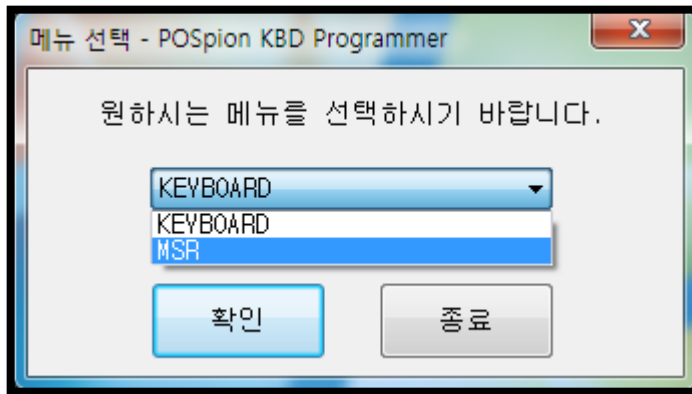 메뉴 선택 - POSpion KBD Programmer
원하시는 메뉴를 선택하시기 바랍니다.
KEYBOARD
KEYBOARD
MSR
확인 종료